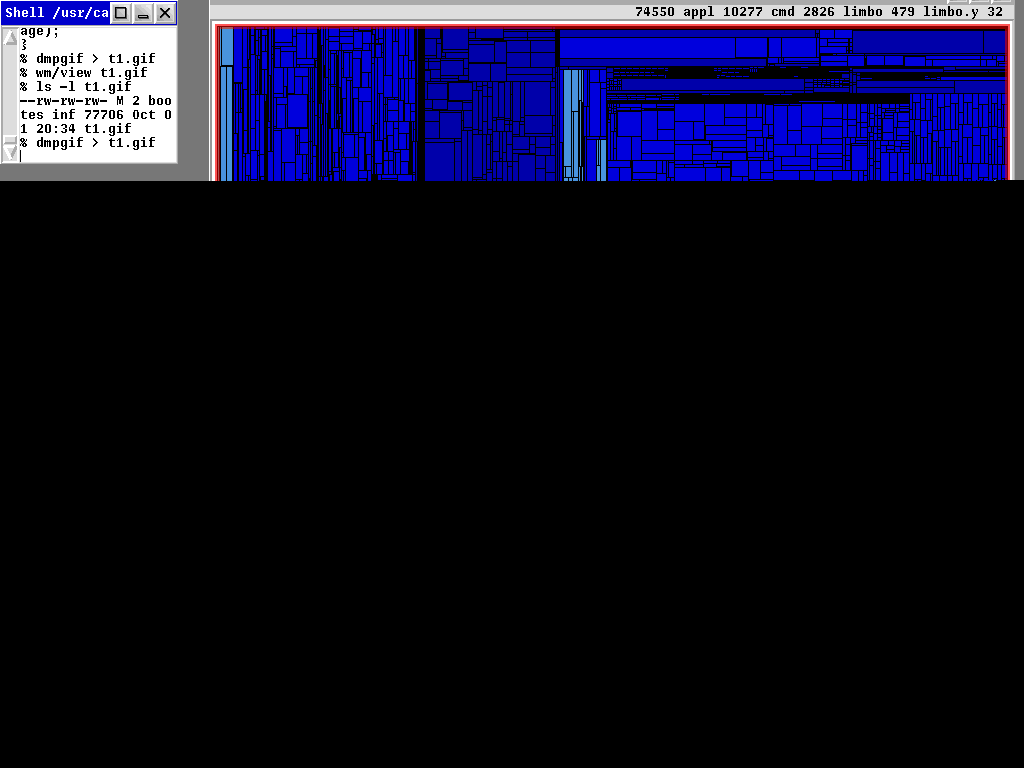 Shell /usr/ca
74550 appl 10277 cmd 2826 limbo 479 limbo.y 32
age);
}
% dmpgif > t1.gif
% wm/view t1.gif
% ls -l t1.gif
--rw-rw-rw- M 2 boo
tes inf 77706 Oct 0
1 20:34 t1.gif
% dmpgif > t1.gif